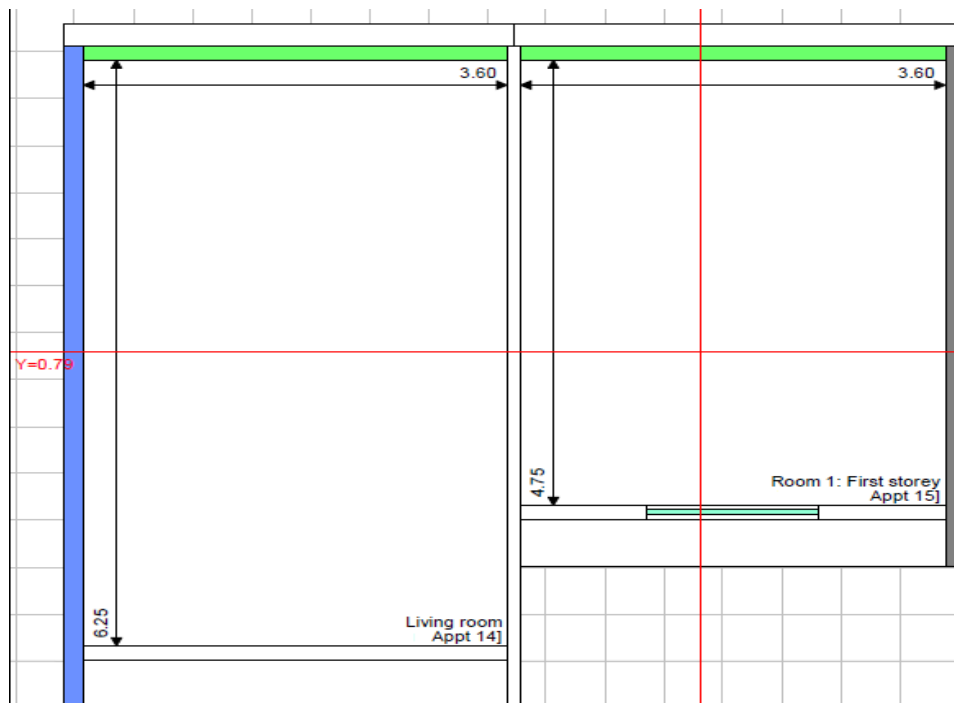 3.60
3.60
Y=0.79
4.75
Room 1: First storey
Appt 15]
6.25
Living room
Appt 14]